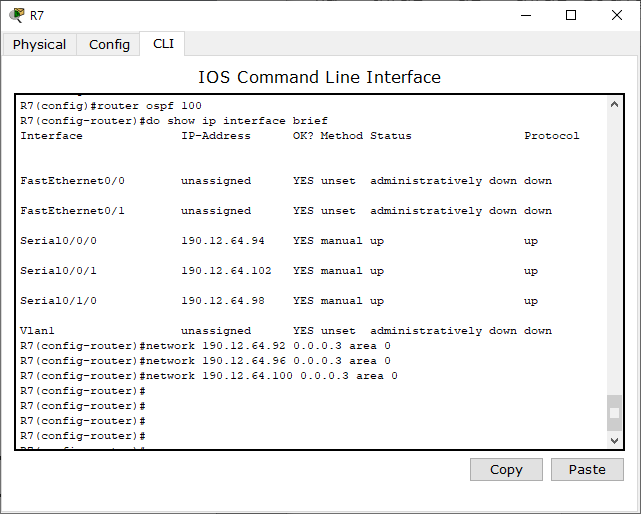 R7
Physical Config CLI
IOS Command Line Interface
R7(config)#router ospf 100
R7(config-router)#do show ip interface brief
Interface IP-Address OK? Method Status Protocol
FastEthernet0/0 unassigned YES unset administratively down down
FastEthernet0/1 unassigned YES unset administratively down down
Serial0/0/0 190.12.64.94 YES manual up up
Serial0/0/1 190.12.64.102 YES manual up up
Serial0/1/0 190.12.64.98 YES manual up up
Vlan1 unassigned YES unset administratively down down
R7(config-router)#network 190.12.64.92 0.0.0.3 area 0
R7(config-router)#network 190.12.64.96 0.0.0.3 area 0
R7(config-router)#network 190.12.64.100 0.0.0.3 area 0
R7(config-router)#
R7(config-router)#
R7(config-router)#
R7(config-router)#
Copy Paste